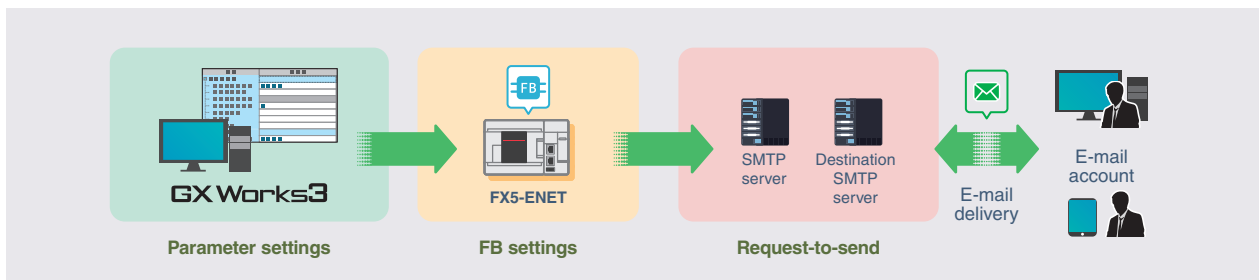 GX Works3
FB
FX5-ENET
SMTP
server
Destination
SMTP
server
E-mail
delivery
E-mail
account
Parameter settings
FB settings
Request-to-send